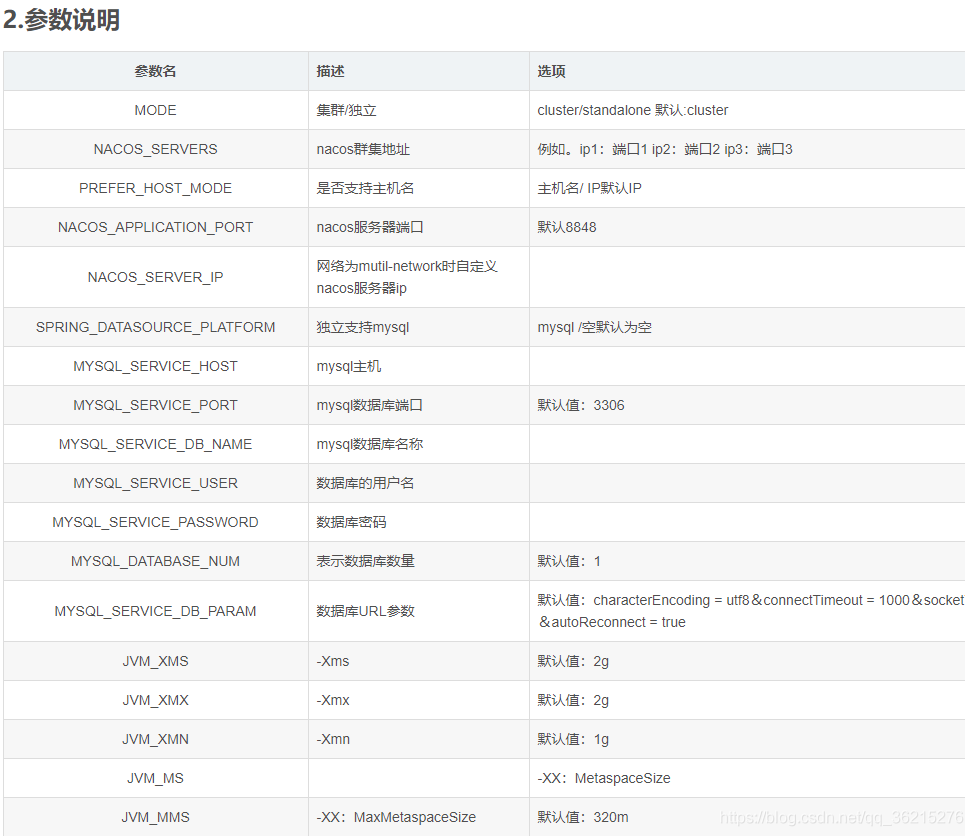 2.参数说明
参数名 描述 选项
MODE 集群/独立 cluster/standalone 默认:cluster
NACOS_SERVERS nacos群集地址 例如。ip1：端口1 ip2：端口2 ip3：端口3
PREFER_HOST_MODE 是否支持主机名 主机名/ IP默认IP
NACOS_APPLICATION_PORT nacos服务器端口 默认8848
NACOS_SERVER_IP 网络为mutil-network时自定义
nacos服务器ip
SPRING_DATASOURCE_PLATFORM 独立支持mysql mysql /空默认为空
MYSQL_SERVICE_HOST mysql主机
MYSQL_SERVICE_PORT mysql数据库端口 默认值：3306
MYSQL_SERVICE_DB_NAME mysql数据库名称
MYSQL_SERVICE_USER 数据库的用户名
MYSQL_SERVICE_PASSWORD 数据库密码
MYSQL_DATABASE_NUM 表示数据库数量 默认值：1
MYSQL_SERVICE_DB_PARAM 数据库URL参数 默认值：characterEncoding = utf8＆connectTimeout = 1000＆socket
＆autoReconnect = true
JVM_XMS -Xms 默认值：2g
JVM_XMX -Xmx 默认值：2g
JVM_XMN -Xmn 默认值：1g
JVM_MS -XX：MetaspaceSize
JVM_MMS -XX：MaxMetaspaceSize 默认值：320m
https://blog.csdn.net/qq_36215276